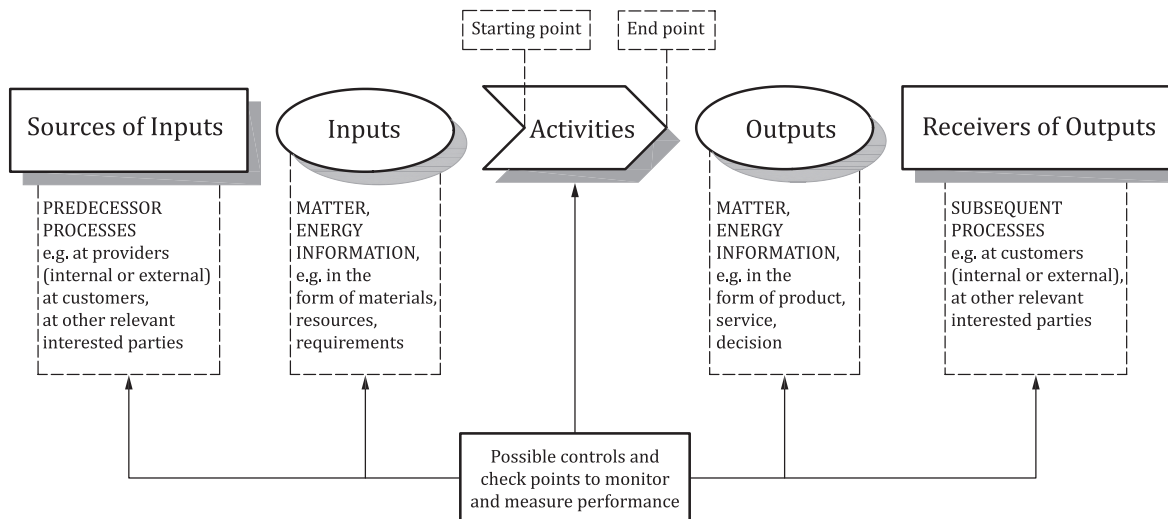 Starting point
End point
Sources of Inputs
Inputs
Activities
Outputs
Receivers of Outputs
PREDECESSOR
PROCESSES
e.g. at providers
(internal or external)
at customers,
at other relevant
interested parties
MATTER,
ENERGY
INFORMATION,
e.g. in the
form of materials,
resources,
requirements
MATTER,
ENERGY
INFORMATION,
e.g. in the
form of product,
service,
decision
SUBSEQUENT
PROCESSES
e.g. at customers
(internal or external),
at other relevant
interested parties
Possible controls and
check points to monitor
and measure performance